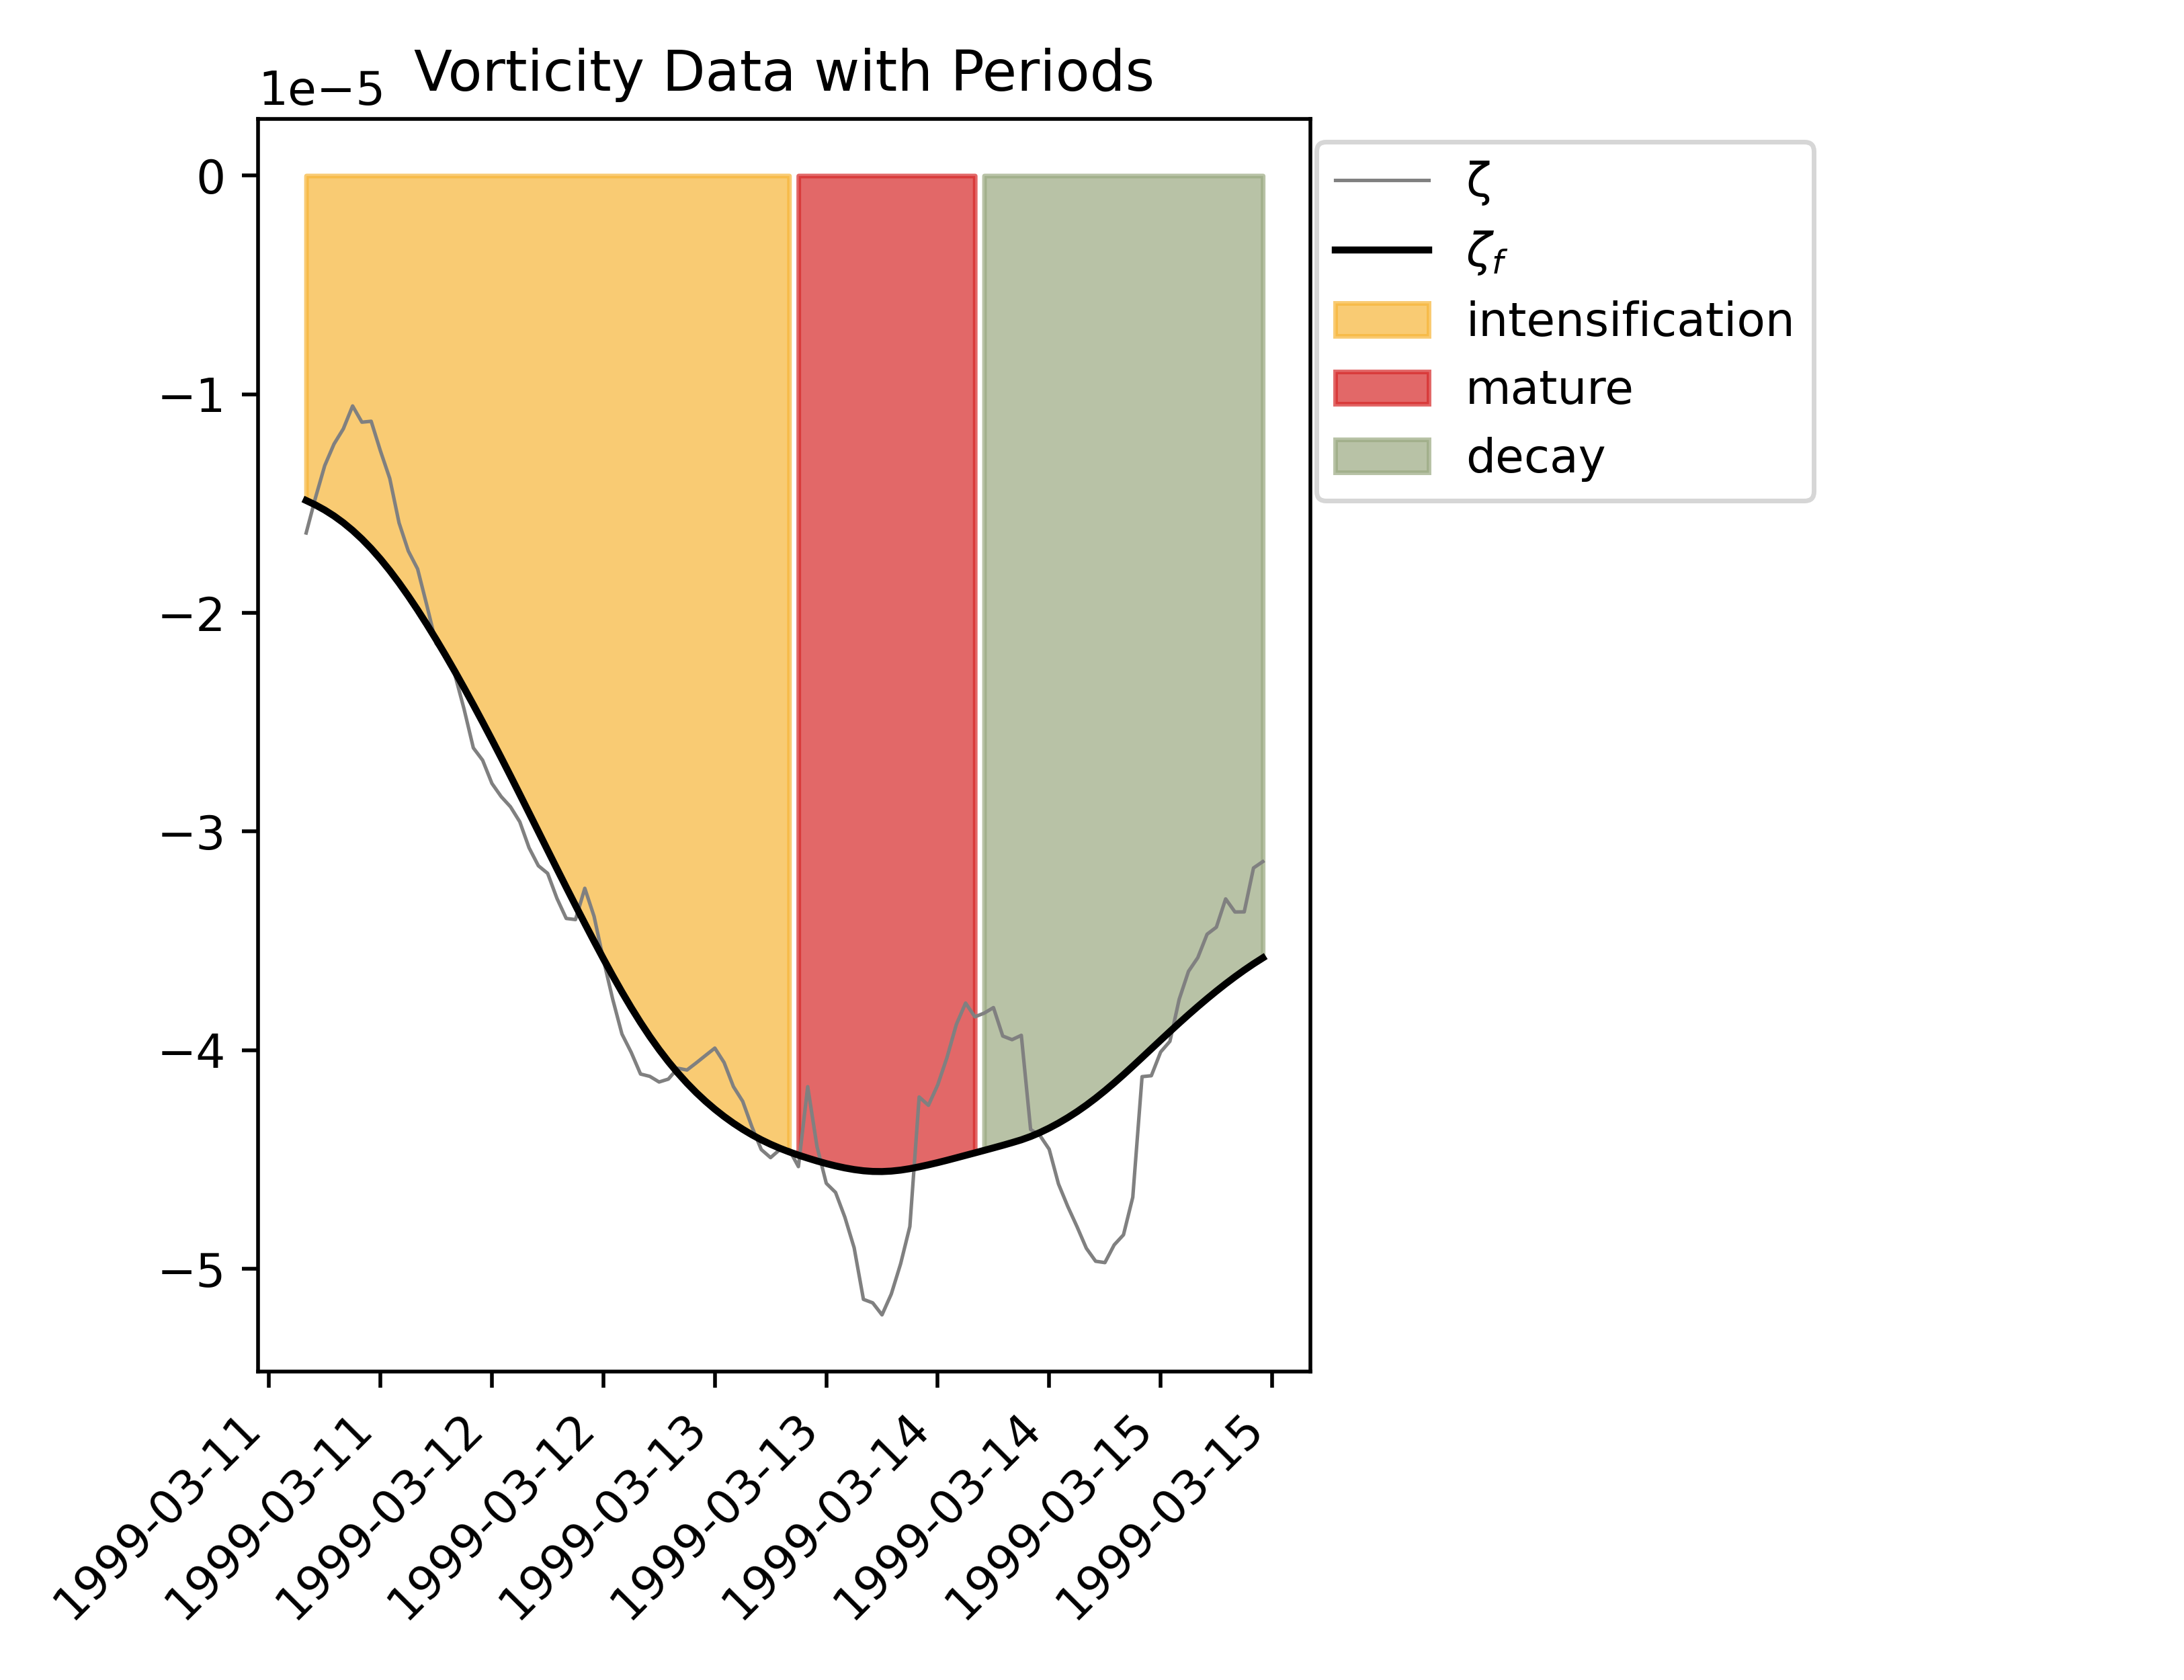 Vorticity Data with Periods
1e−5
0
−1
−2
−3
−4
−5
1999-03-11
1999-03-11
1999-03-12
1999-03-12
1999-03-13
1999-03-13
1999-03-14
1999-03-14
1999-03-15
1999-03-15
ζ
ζf
intensification
mature
decay